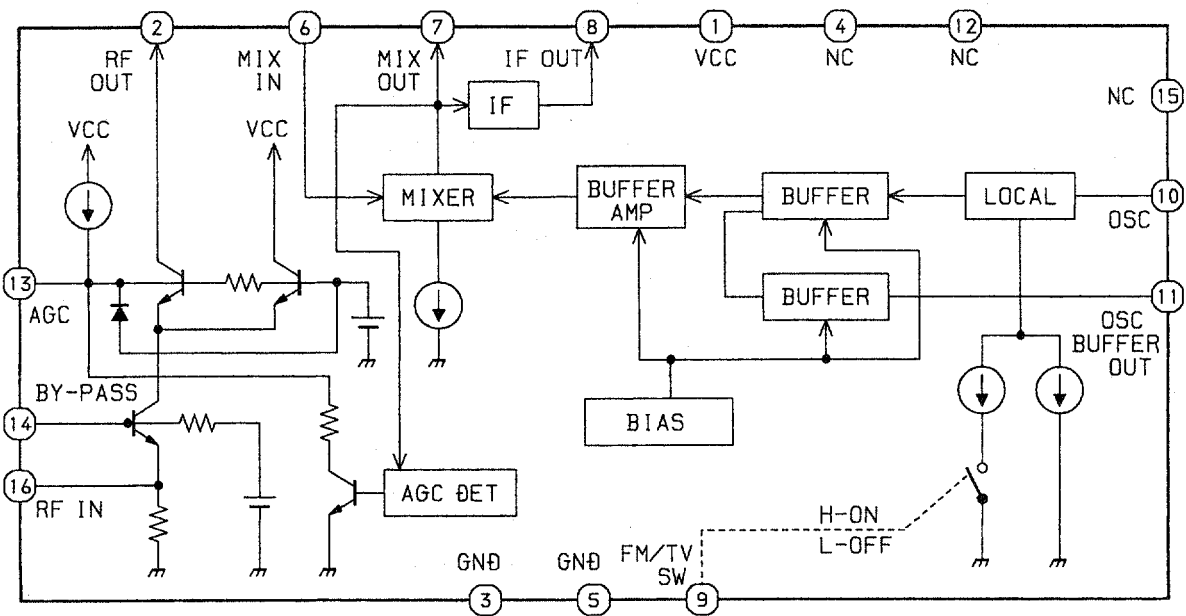 2 6 7 8 1 4 12
RF OUT
MIX IN
MIX OUT
IF OUT
VCC
NC
NC
NC 15
IF
VCC
VCC
MIXER
BUFFER AMP
BUFFER
LOCAL
10
OSC
13
AGC
BUFFER
11
OSC BUFFER OUT
BY-PASS
14
BIAS
16
RF IN
AGC DET
H-ON
L-OFF
GND
GND
FM/TV SW
3 5 9